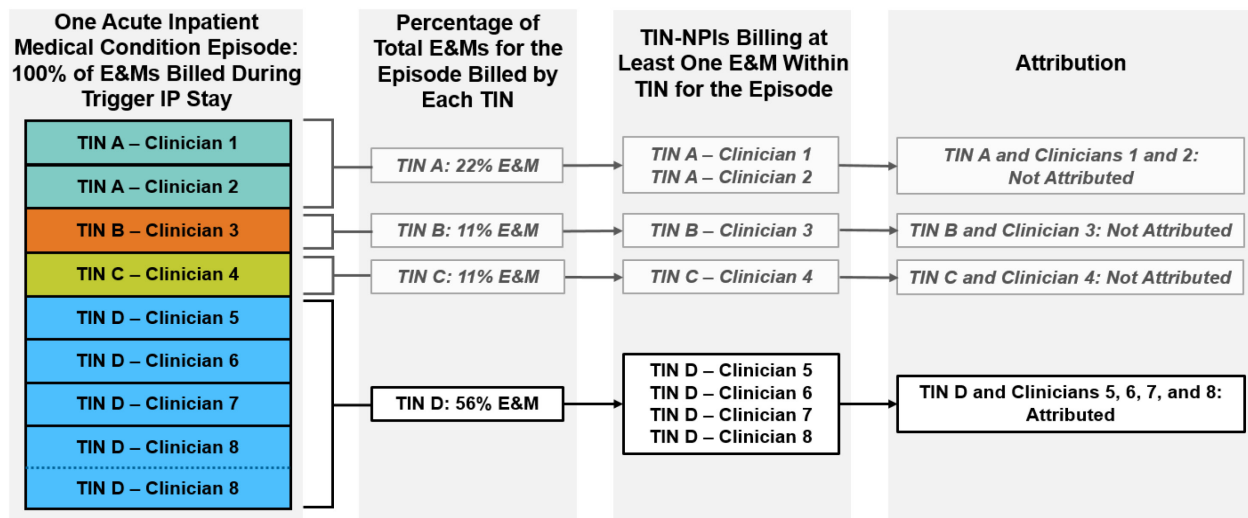 One Acute Inpatient
Medical Condition Episode:
100% of E&Ms Billed During
Trigger IP Stay
TIN A – Clinician 1
TIN A – Clinician 2
TIN B – Clinician 3
TIN C – Clinician 4
TIN D – Clinician 5
TIN D – Clinician 6
TIN D – Clinician 7
TIN D – Clinician 8
TIN D – Clinician 8
Percentage of
Total E&Ms for the
Episode Billed by
Each TIN
TIN A: 22% E&M
TIN B: 11% E&M
TIN C: 11% E&M
TIN D: 56% E&M
TIN-NPIs Billing at
Least One E&M Within
TIN for the Episode
TIN A – Clinician 1
TIN A – Clinician 2
TIN B – Clinician 3
TIN C – Clinician 4
TIN D – Clinician 5
TIN D – Clinician 6
TIN D – Clinician 7
TIN D – Clinician 8
Attribution
TIN A and Clinicians 1 and 2:
Not Attributed
TIN B and Clinician 3: Not Attributed
TIN C and Clinician 4: Not Attributed
TIN D and Clinicians 5, 6, 7, and 8:
Attributed